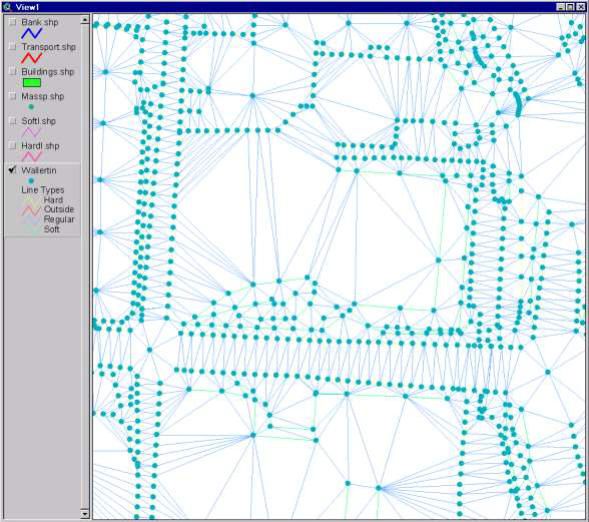 View1
Bank.shp
Transport.shp
Buildings.shp
Massp.shp
Softl.shp
Hardl.shp
Wallertin
Line Types
Hard
Outside
Regular
Soft